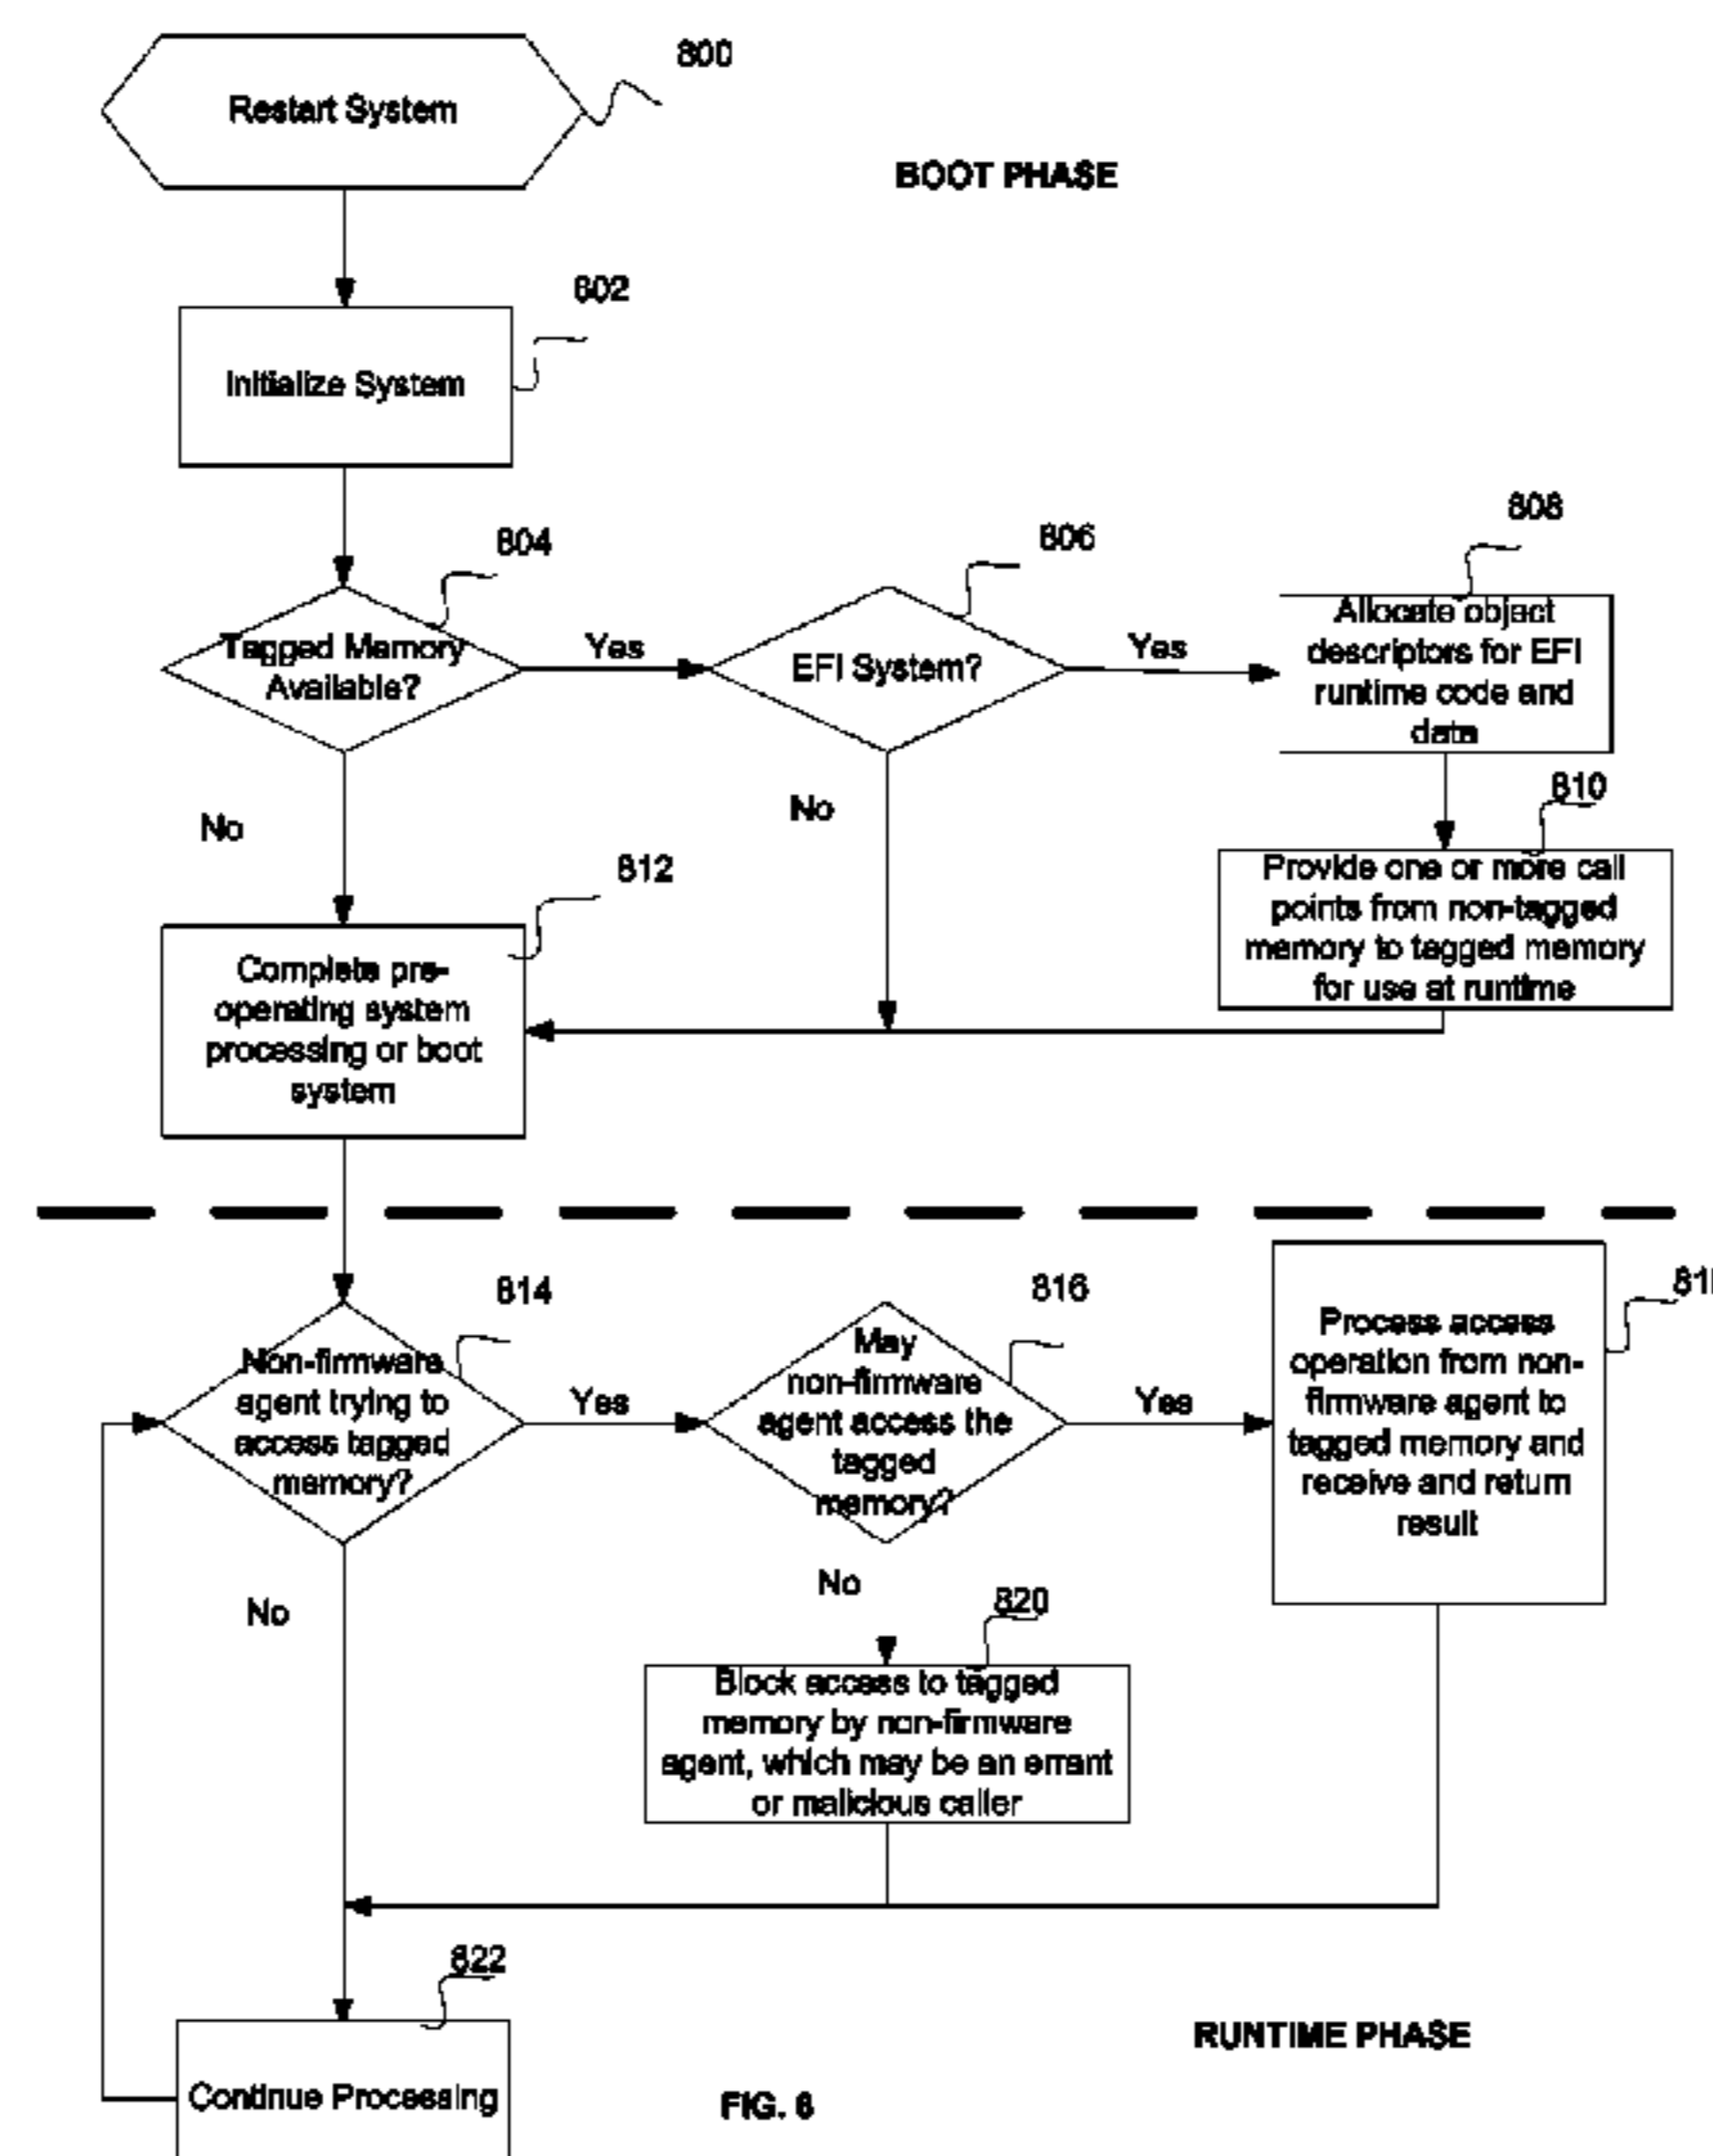 800
Restart System
BOOT PHASE
802
Initialize System
804
806
808
Tagged Memory
Available?
Yes
EFI System?
Yes
Allocate object
descriptors for EFI
runtime code and
data
No
No
810
Provide one or more call
points from non-tagged
memory to tagged memory
for use at runtime
812
Complete pre-
operating system
processing or boot
system
814
816
Non-firmware
agent trying to
access tagged
memory?
Yes
May
non-firmware
agent access the
tagged
memory?
Yes
Process access
operation from non-
firmware agent to
tagged memory and
receive and return
result
No
No
820
Block access to tagged
memory by non-firmware
agent, which may be an errant
or malicious caller
822
Continue Processing
RUNTIME PHASE
FIG.